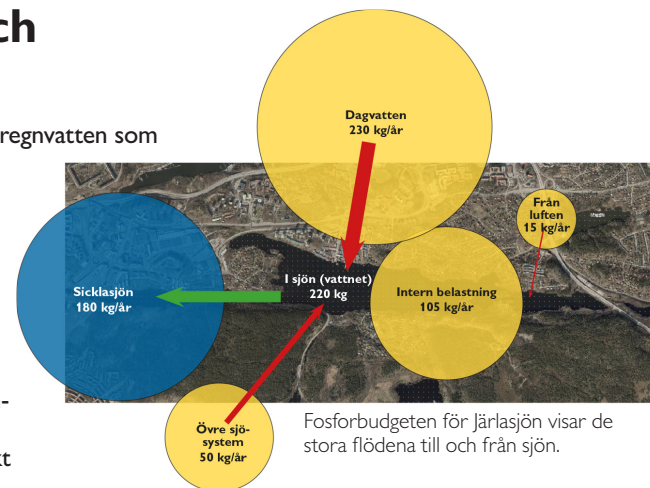 ch
regnvatten som
Dagvatten
230 kg/år
Från
luften
15 kg/år
I sjön (vattnet)
220 kg
Sicklasjön
180 kg/år
Intern belastning
105 kg/år
-
kt
Övre sjö-
system
50 kg/år
Fosforbudgeten för Järlasjön visar de
stora flödena till och från sjön.